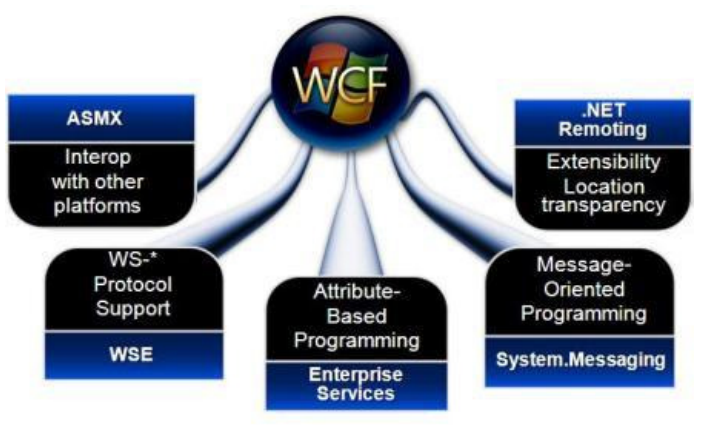 WCF
ASMX
Interop
with other
platforms
.NET
Remoting
Extensibility
Location
transparency
WS-*
Protocol
Support
WSE
Attribute-
Based
Programming
Enterprise
Services
Message-
Oriented
Programming
System.Messaging